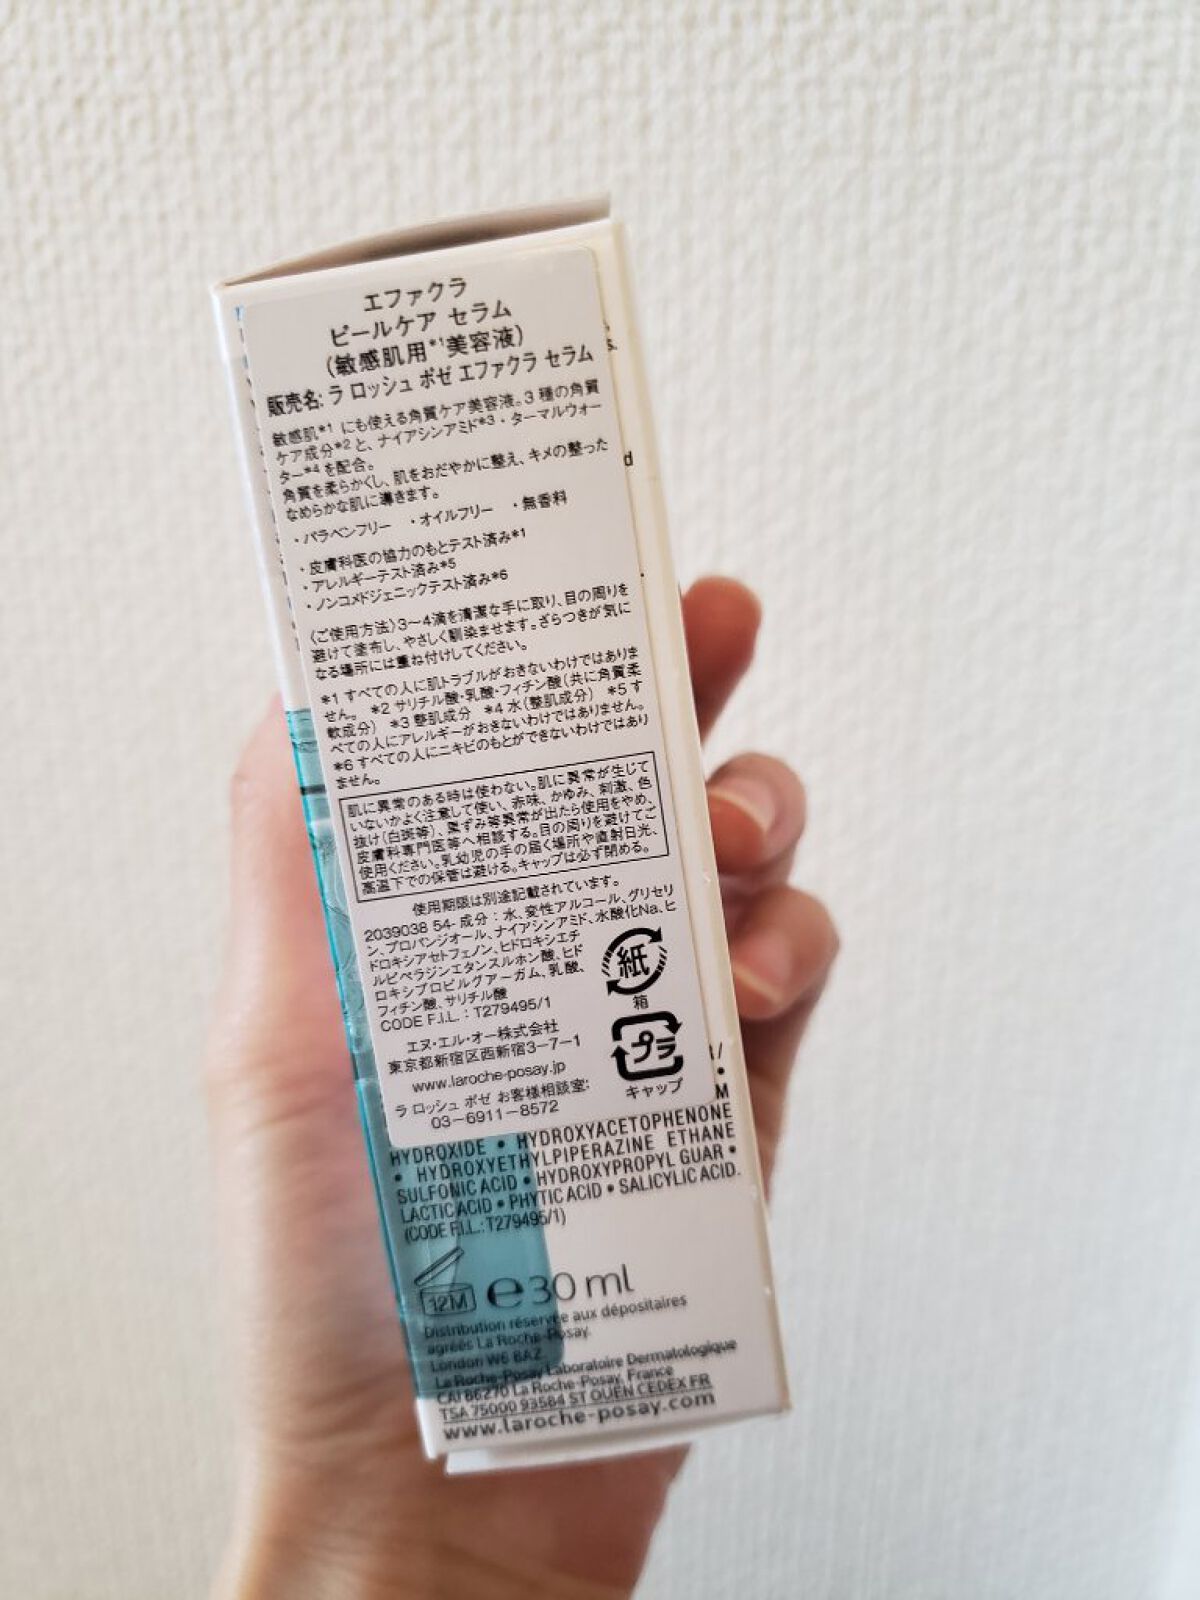 エファクラ
ピールケア セラム
(敏感肌用*1美容液)
販売名: ラ ロッシュ ポゼ エファクラ セラム
敏感肌*1 にも使える角質ケア美容液。3 種の角質
ケア成分*2 と、ナイアシンアミド*3・ターマルウォー
ター*4 を配合。
角質を柔らかくし、肌をおだやかに整え、キメの整った
なめらかな肌に導きます。
・パラベンフリー ・オイルフリー ・無香料
・皮膚科医の協力のもとテスト済み*1
・アレルギーテスト済み*5
・ノンコメドジェニックテスト済み*6
〈ご使用方法〉3～4滴を清潔な手に取り、目の周りを
避けて塗布し、やさしく馴染ませます。ざらつきが気に
なる場所には重ね付けしてください。
*1 すべての人に肌トラブルがおきないわけではありま
せん。 *2 サリチル酸・乳酸・フィチン酸(共に角質柔
軟成分) *3 整肌成分 *4 水(整肌成分) *5 す
べての人にアレルギーがおきないわけではありません。
*6 すべての人にニキビのもとができないわけではあり
ません。
肌に異常のある時は使わない。肌に異常が生じて
いないかよく注意して使い、赤味、かゆみ、刺激、色
抜け(白斑等)、黒ずみ等異常が出たら使用をやめ、
皮膚科専門医等へ相談する。目の周りを避けてご
使用ください。乳幼児の手の届く場所や直射日光、
高温下での保管は避ける。キャップは必ず閉める。
使用期限は別途記載されています。
2039038 54- 成分：水、変性アルコール、グリセリ
ン、プロパンジオール、ナイアシンアミド、水酸化Na、ヒ
ドロキシアセトフェノン、ヒドロキシエチ
ルピペラジンエタンスルホン酸、ヒド
ロキシプロピルグアーガム、乳酸、
フィチン酸、サリチル酸
CODE F.I.L. : T279495/1
紙
箱
プラ
キャップ
エヌ・エル・オー株式会社
東京都新宿区西新宿3-7-1
www.laroche-posay.jp
ラ ロッシュ ポゼ お客様相談室:
03-6911-8572
HYDROXIDE • HYDROXYACETOPHENONE
• HYDROXYETHYLPIPERAZINE ETHANE
SULFONIC ACID • HYDROXYPROPYL GUAR •
LACTIC ACID • PHYTIC ACID • SALICYLIC ACID.
(CODE F.I.L.:T279495/1)
12M e 30 ml
Distribution réservée aux dépositaires
agréés La Roche-Posay.
London W6 8AZ
La Roche-Posay Laboratoire Dermatologique
CAI 86270 La Roche-Posay, France
TSA 75000 93584 ST OUEN CEDEX FR
www.laroche-posay.com